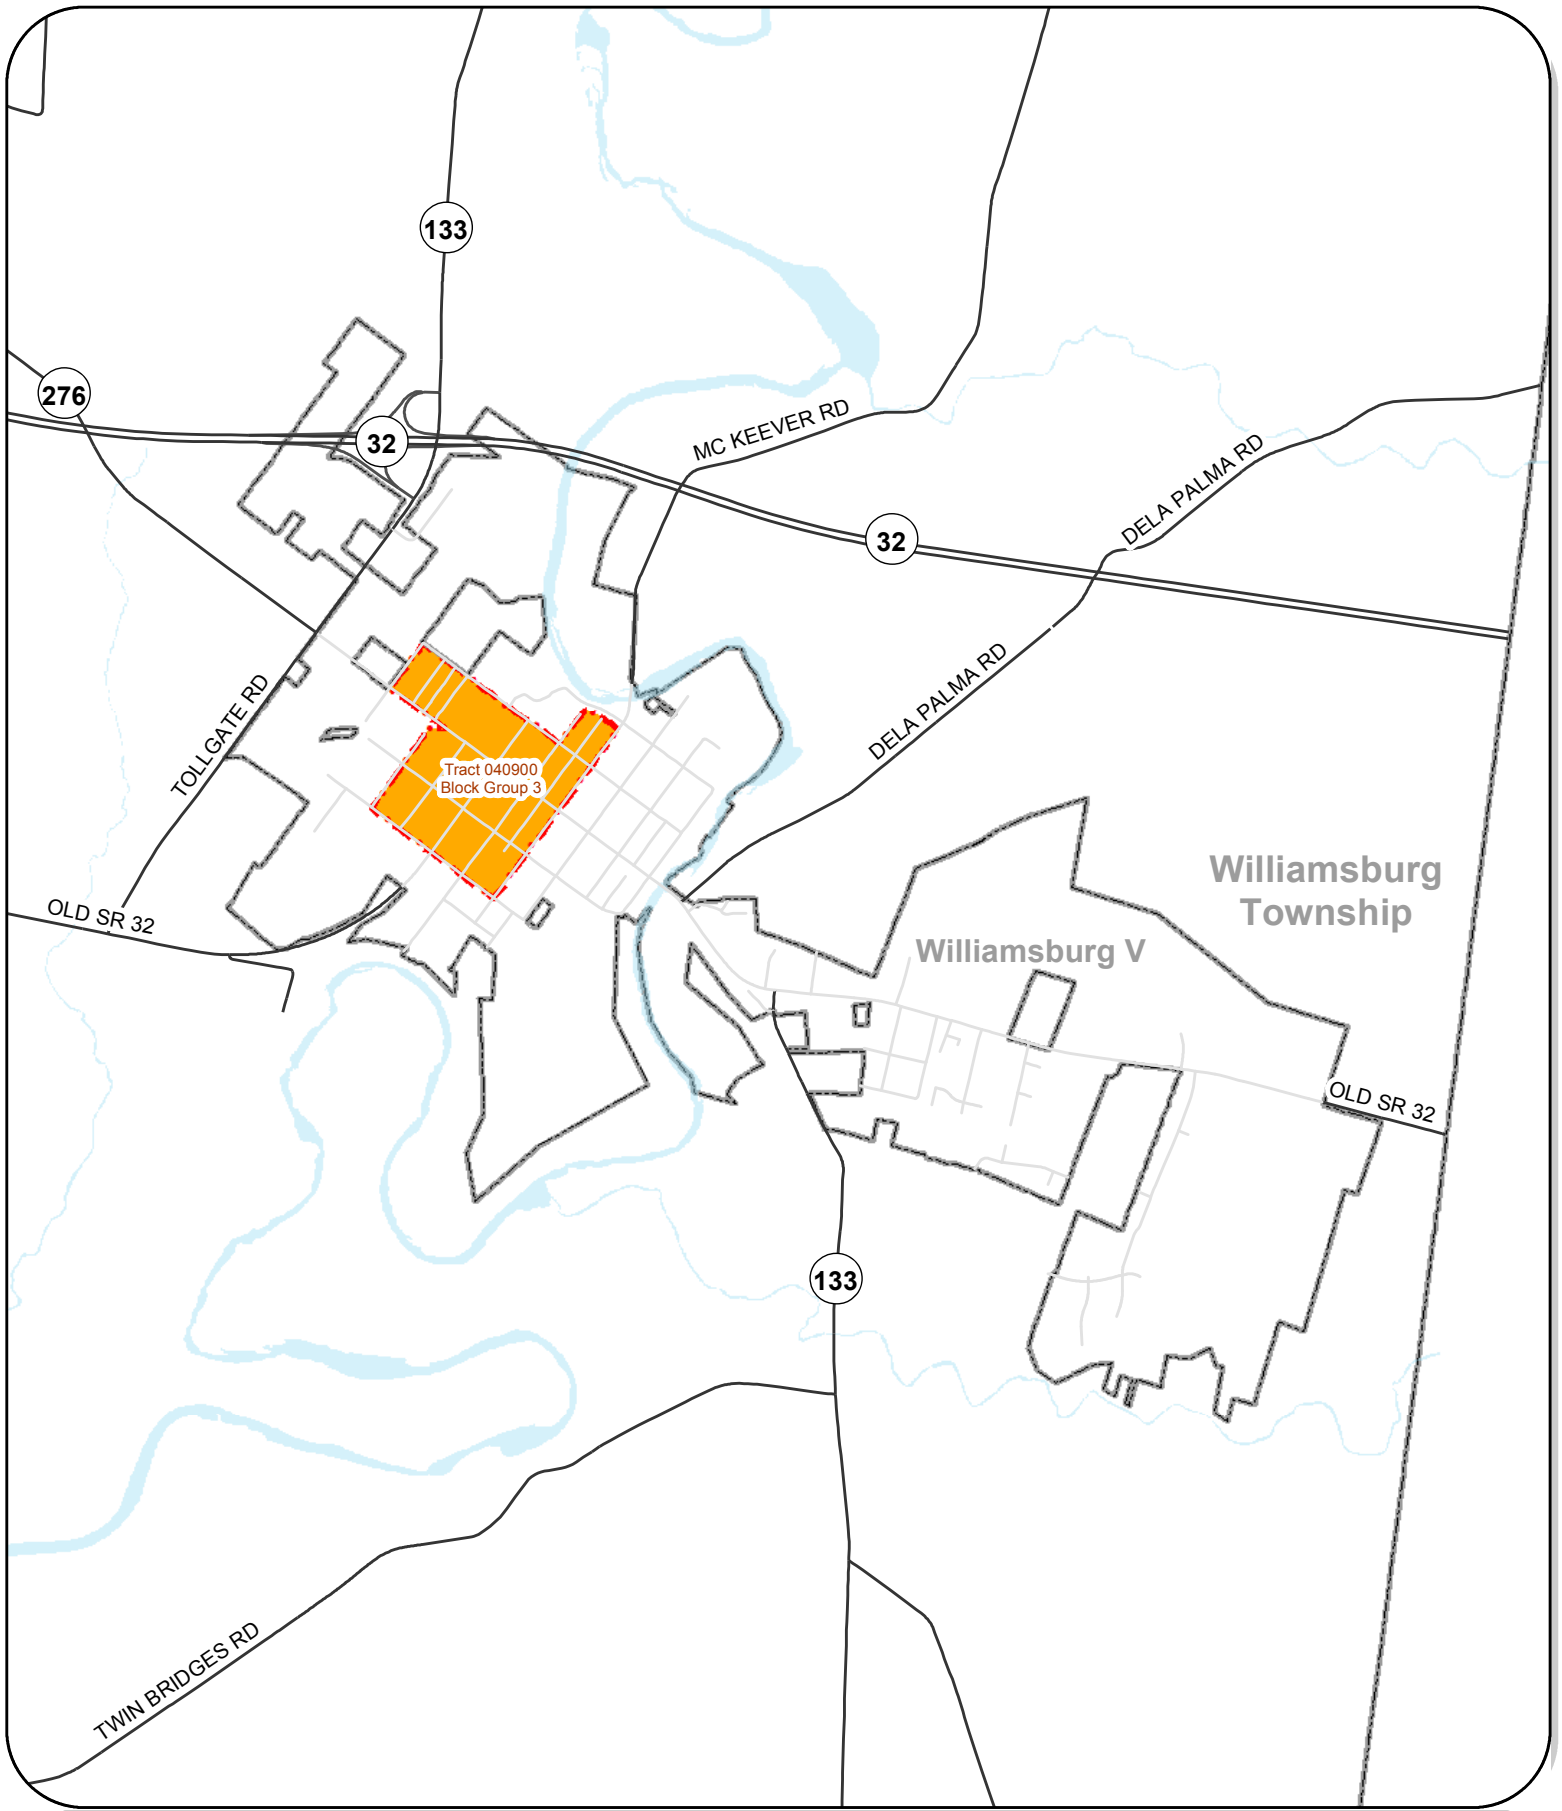 133
276
32
MC KEEVER RD
DELA PALMA RD
32
DELA PALMA RD
TOLLGATE RD
Tract 040900
Block Group 3
Williamsburg
Township
OLD SR 32
Williamsburg V
OLD SR 32
133
TWIN BRIDGES RD